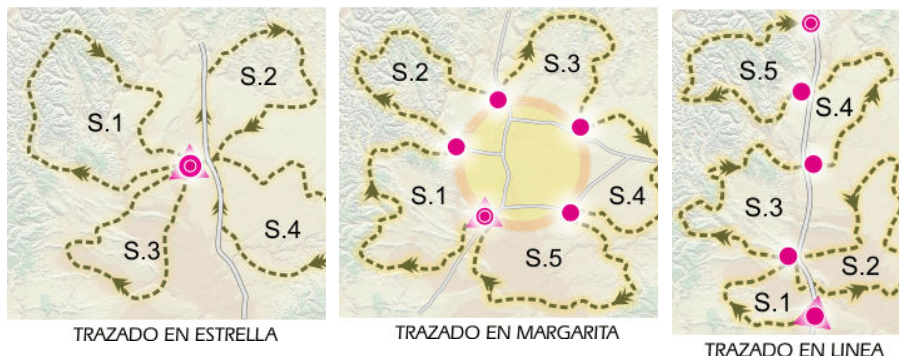 S.1
S.2
S.3
S.4
TRAZADO EN ESTRELLA
S.2
S.3
S.1
S.4
S.5
TRAZADO EN MARGARITA
S.5
S.4
S.3
S.2
S.1
TRAZADO EN LINEA